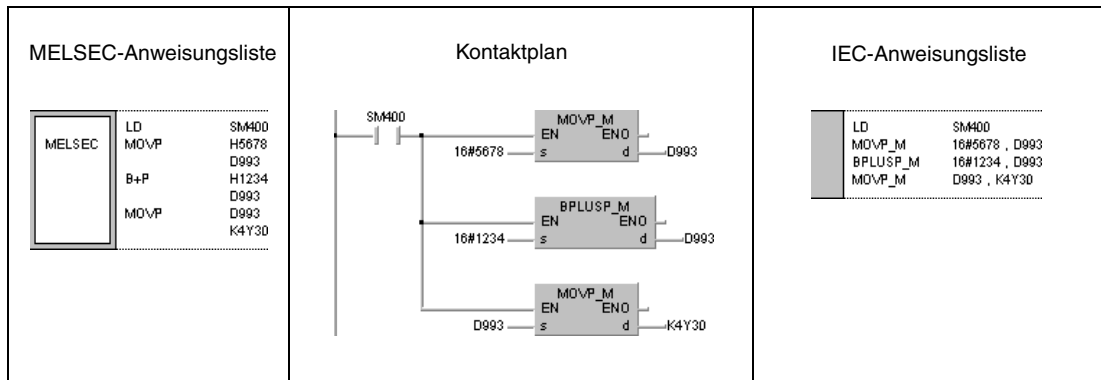 MELSEC-Anweisungsliste
MELSEC
LD SM400
MOVP H5678
D993
B+P H1234
D993
MOVP D993
K4Y30
Kontaktplan
SM400
MOVP_M
EN ENO
16#5678 s d D993
BPLUSP_M
EN ENO
16#1234 s d D993
MOVP_M
EN ENO
D993 s d K4Y30
IEC-Anweisungsliste
LD SM400
MOVP_M 16#5678 , D993
BPLUSP_M 16#1234 , D993
MOVP_M D993 , K4Y30